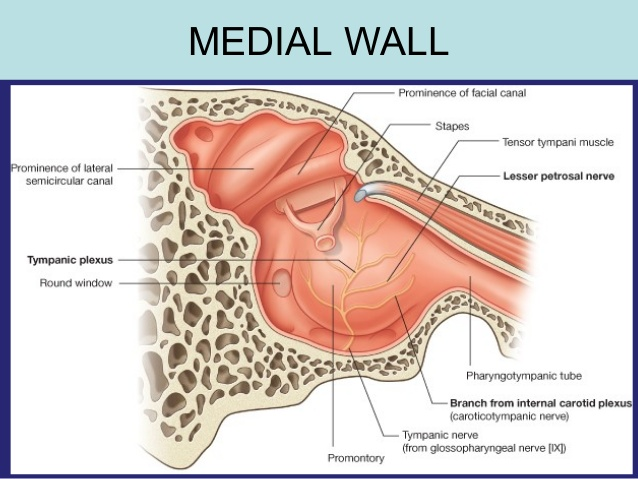 MEDIAL WALL
Prominence of facial canal
Stapes
Tensor tympani muscle
Lesser petrosal nerve
Prominence of lateral
semicircular canal
Tympanic plexus
Round window
Pharyngotympanic tube
Branch from internal carotid plexus
(caroticotympanic nerve)
Tympanic nerve
(from glossopharyngeal nerve [IX])
Promontory